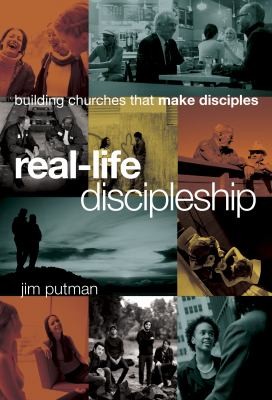 building churches that make disciples
real-life
discipleship
jim putman